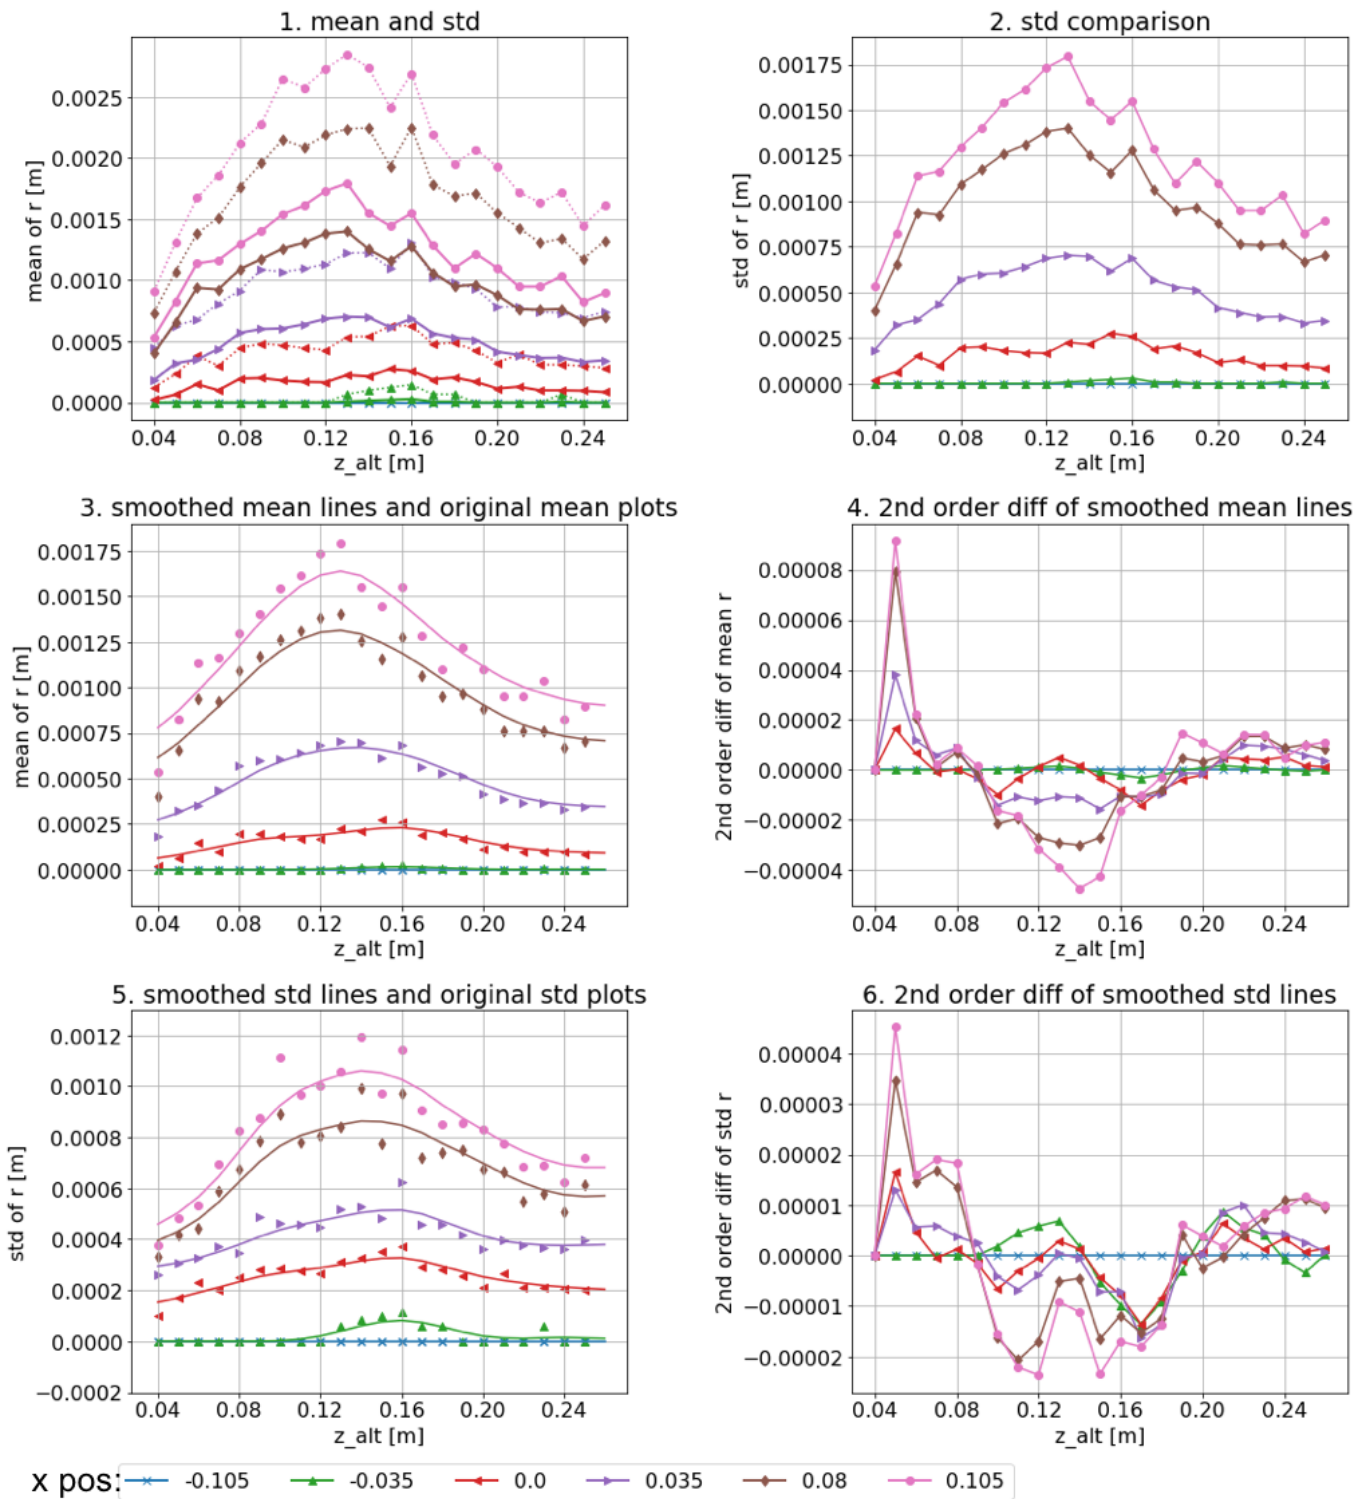 1. mean and std
mean of r [m]
0.0025
0.0020
0.0015
0.0010
0.0005
0.0000
0.04 0.08 0.12 0.16 0.20 0.24
z_alt [m]
2. std comparison
std of r [m]
0.00175
0.00150
0.00125
0.00100
0.00075
0.00050
0.00025
0.00000
0.04 0.08 0.12 0.16 0.20 0.24
z_alt [m]
3. smoothed mean lines and original mean plots
mean of r [m]
0.00175
0.00150
0.00125
0.00100
0.00075
0.00050
0.00025
0.00000
0.04 0.08 0.12 0.16 0.20 0.24
z_alt [m]
4. 2nd order diff of smoothed mean lines
2nd order diff of mean r
0.00008
0.00006
0.00004
0.00002
0.00000
−0.00002
−0.00004
0.04 0.08 0.12 0.16 0.20 0.24
z_alt [m]
5. smoothed std lines and original std plots
std of r [m]
0.0012
0.0010
0.0008
0.0006
0.0004
0.0002
0.0000
−0.0002
0.04 0.08 0.12 0.16 0.20 0.24
z_alt [m]
6. 2nd order diff of smoothed std lines
2nd order diff of std r
0.00004
0.00003
0.00002
0.00001
0.00000
−0.00001
−0.00002
0.04 0.08 0.12 0.16 0.20 0.24
z_alt [m]
x pos: -0.105 -0.035 0.0 0.035 0.08 0.105